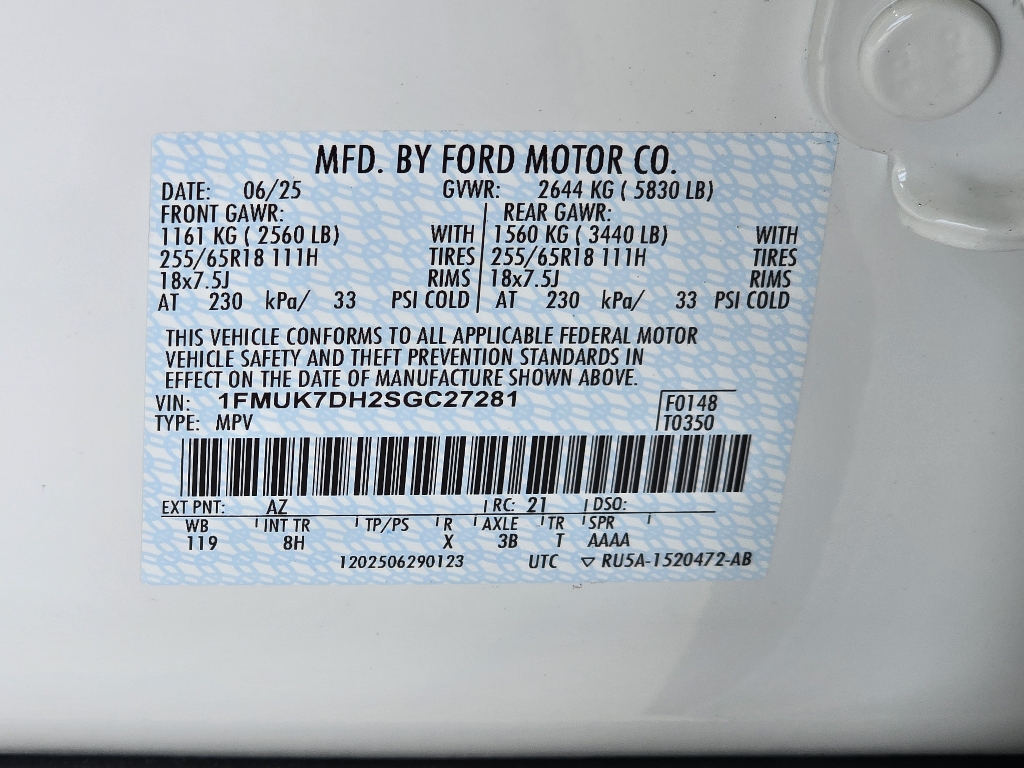 MFD. BY FORD MOTOR CO.
DATE: 06/25 GVWR: 2644 KG ( 5830 LB)
FRONT GAWR: REAR GAWR:
1161 KG ( 2560 LB) WITH 1560 KG ( 3440 LB) WITH
255/65R18 111H TIRES 255/65R18 111H TIRES
18x7.5J RIMS 18x7.5J RIMS
AT 230 kPa/ 33 PSI COLD AT 230 kPa/ 33 PSI COLD
THIS VEHICLE CONFORMS TO ALL APPLICABLE FEDERAL MOTOR
VEHICLE SAFETY AND THEFT PREVENTION STANDARDS IN
EFFECT ON THE DATE OF MANUFACTURE SHOWN ABOVE.
VIN: 1FMUK7DH2SGC27281 F0148
TYPE: MPV T0350
EXT PNT: AZ RC: 21 DSO:
WB INT TR TP/PS R AXLE TR SPR
119 8H X 3B T AAAA
1202506290123 UTC ▽ RU5A-1520472-AB